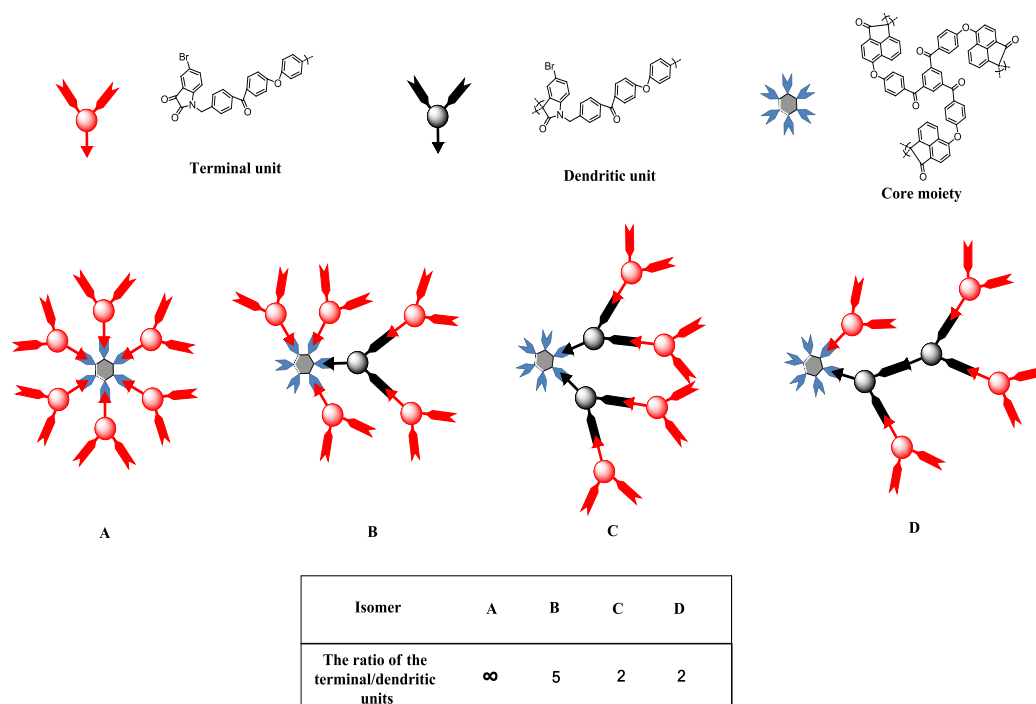 Br
O
O
N
O
O
Terminal unit
Br
O
N
O
O
Dendritic unit
O
O
O
O
O
O
O
O
O
Core moiety
A
B
C
D
Isomer A B C D
The ratio of the
terminal/dendritic
units
∞ 5 2 2